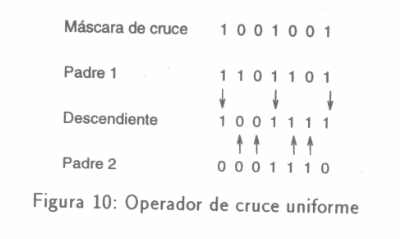 Máscara de cruce 1 0 0 1 0 0 1
Padre 1 1 1 0 1 1 0 1
Descendiente 1 0 0 1 1 1 1
Padre 2 0 0 0 1 1 1 0
Figura 10: Operador de cruce uniforme